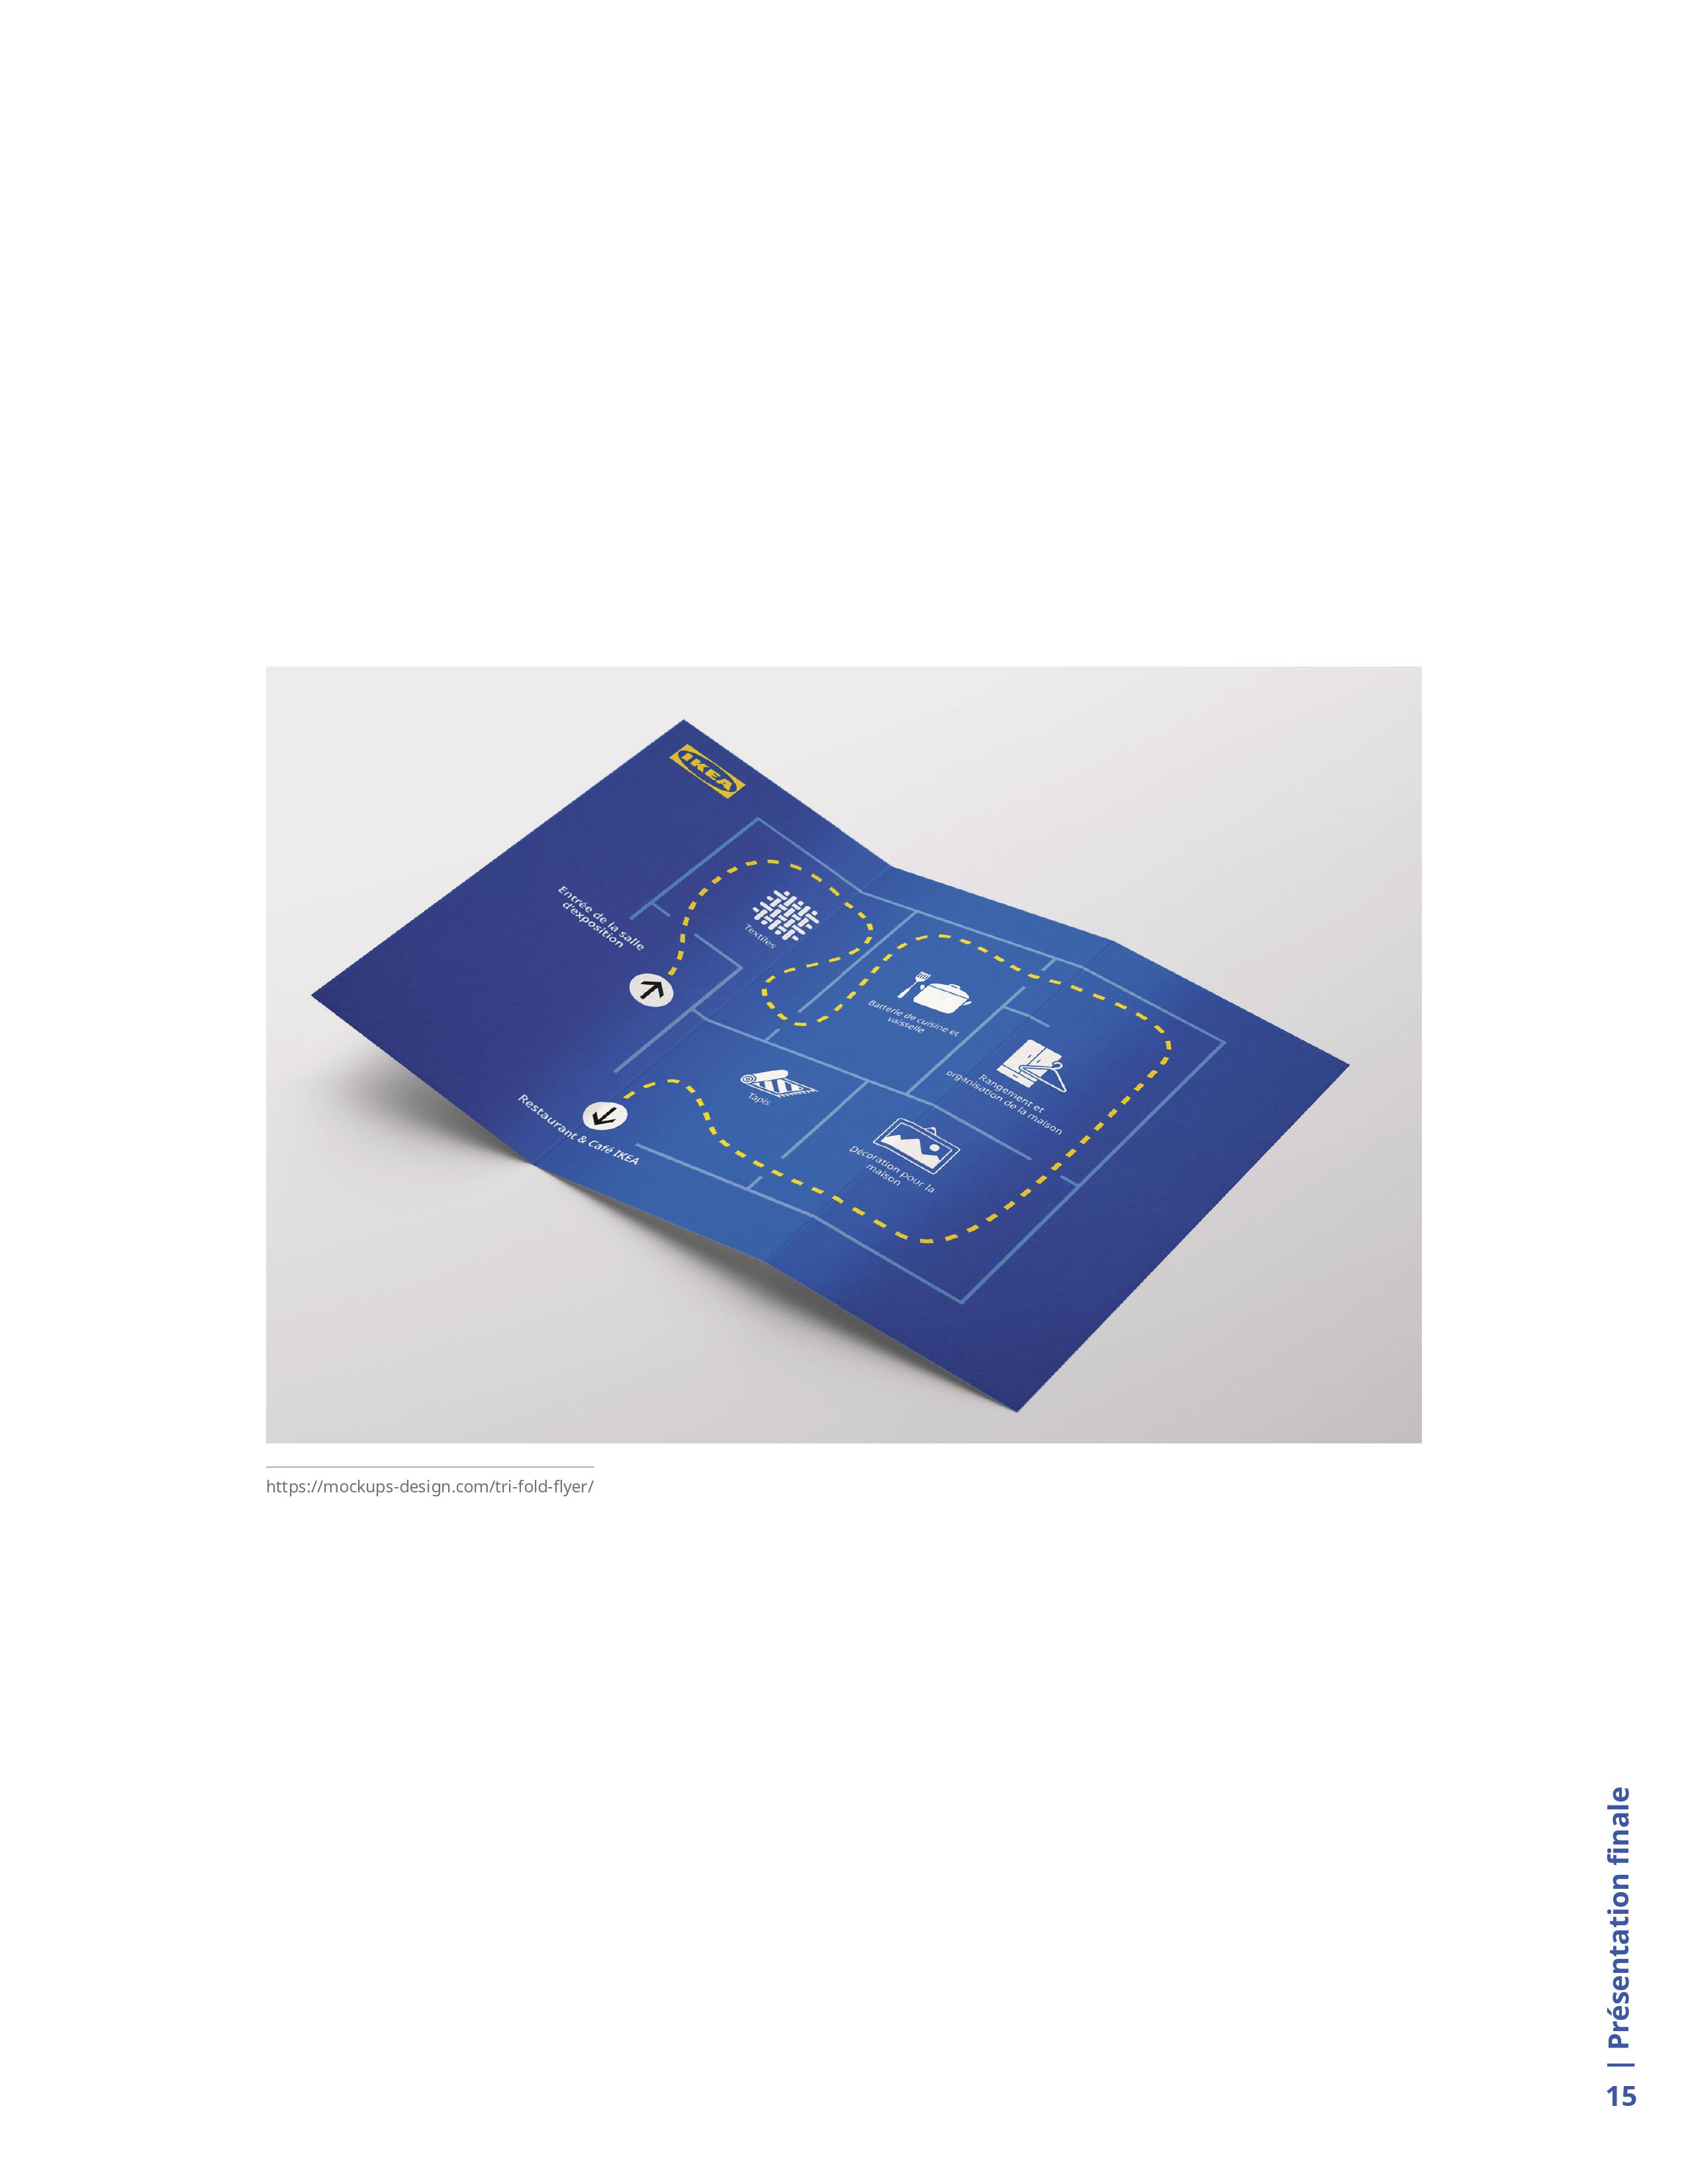 IKEA
Entrée de la salle
d'exposition
Textiles
Batterie de cuisine et
vaisselle
Rangement et
organisation de la maison
Tapis
Décoration pour la
maison
Restaurant & Café IKEA
https://mockups-design.com/tri-fold-flyer/
15 | Présentation finale